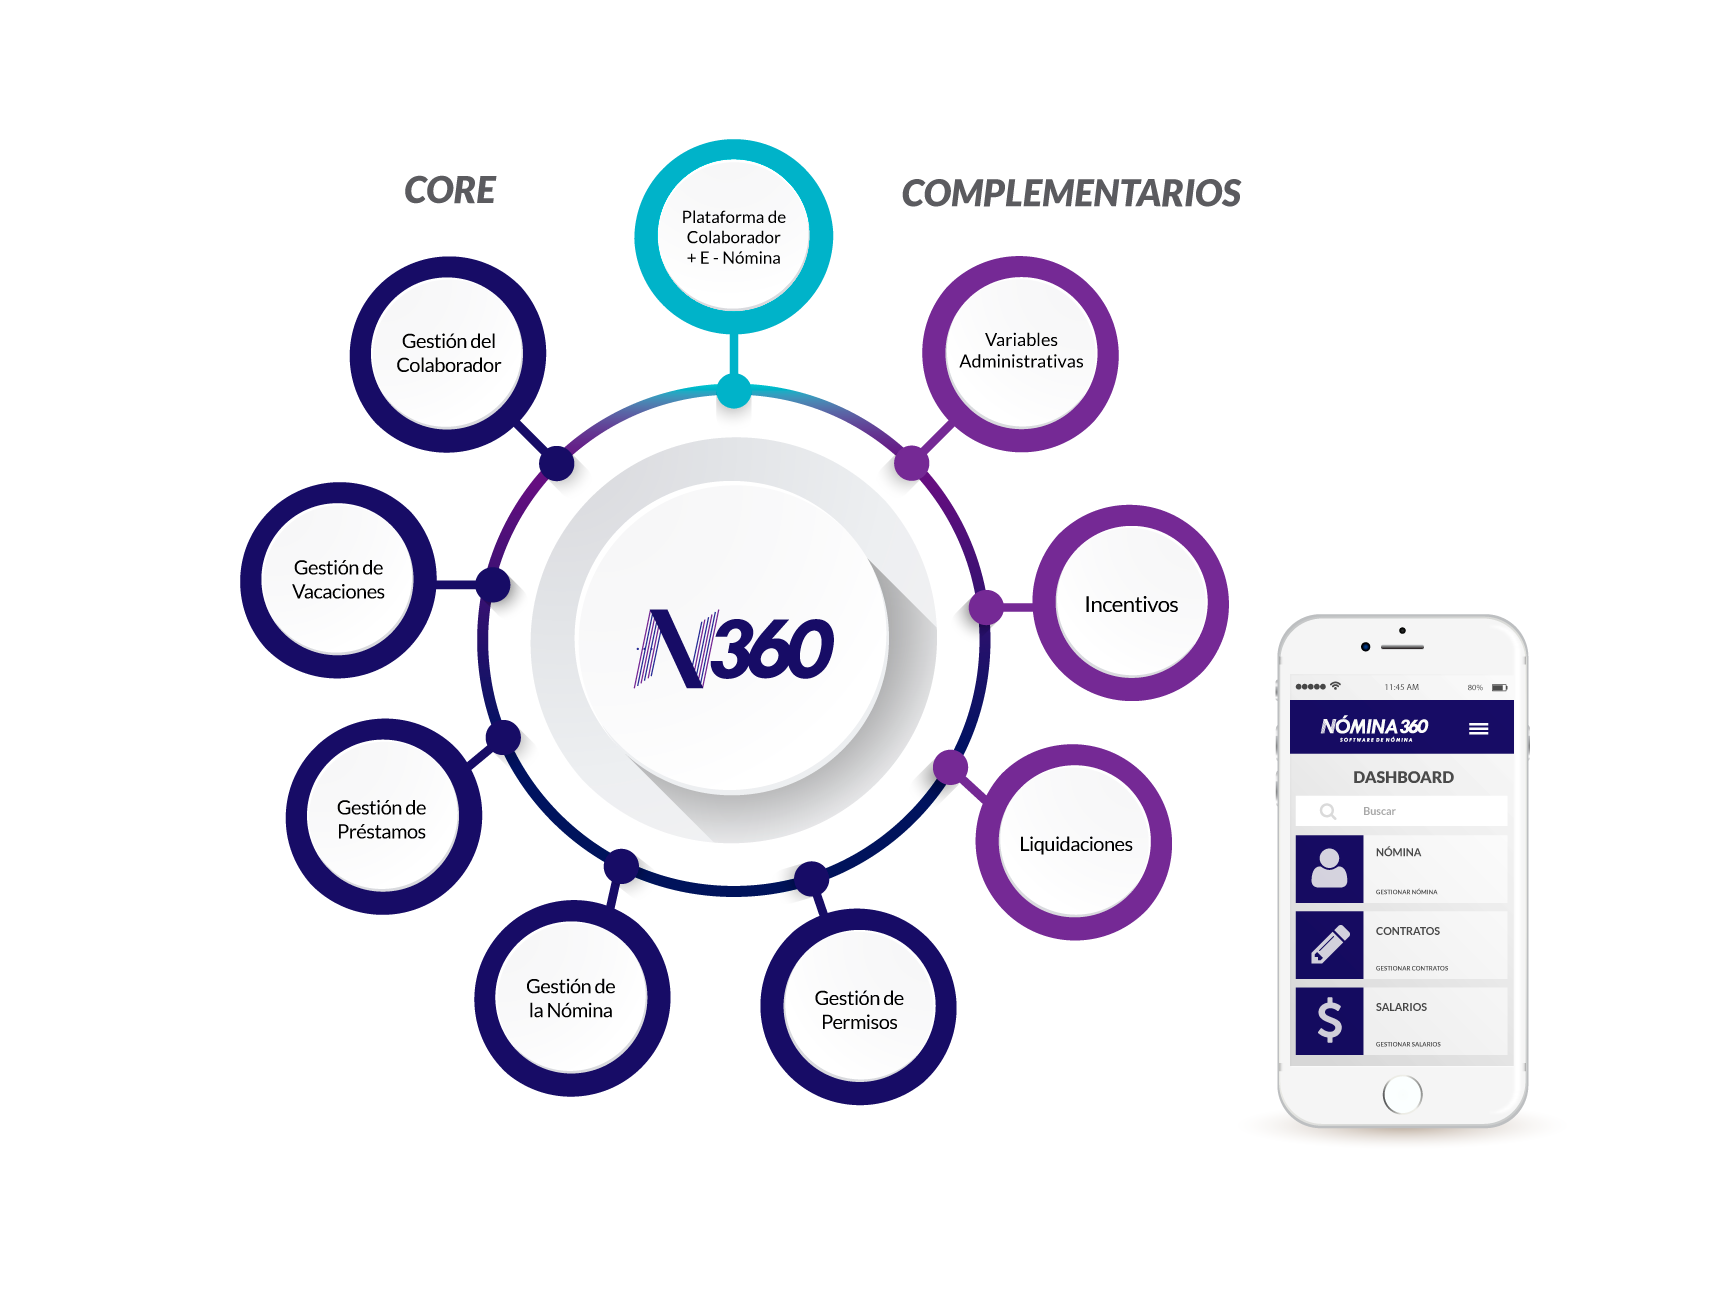 CORE
COMPLEMENTARIOS
Plataforma de
Colaborador
+ E - Nómina
Gestión del
Colaborador
Variables
Administrativas
Gestión de
Vacaciones
Incentivos
N360
Gestión de
Préstamos
Liquidaciones
Gestión de
la Nómina
Gestión de
Permisos
11:45 AM
80%
NÓMINA 360
SOFTWARE DE NÓMINA
DASHBOARD
Buscar
NÓMINA
GESTIONAR NÓMINA
CONTRATOS
GESTIONAR CONTRATOS
$
SALARIOS
GESTIONAR SALARIOS